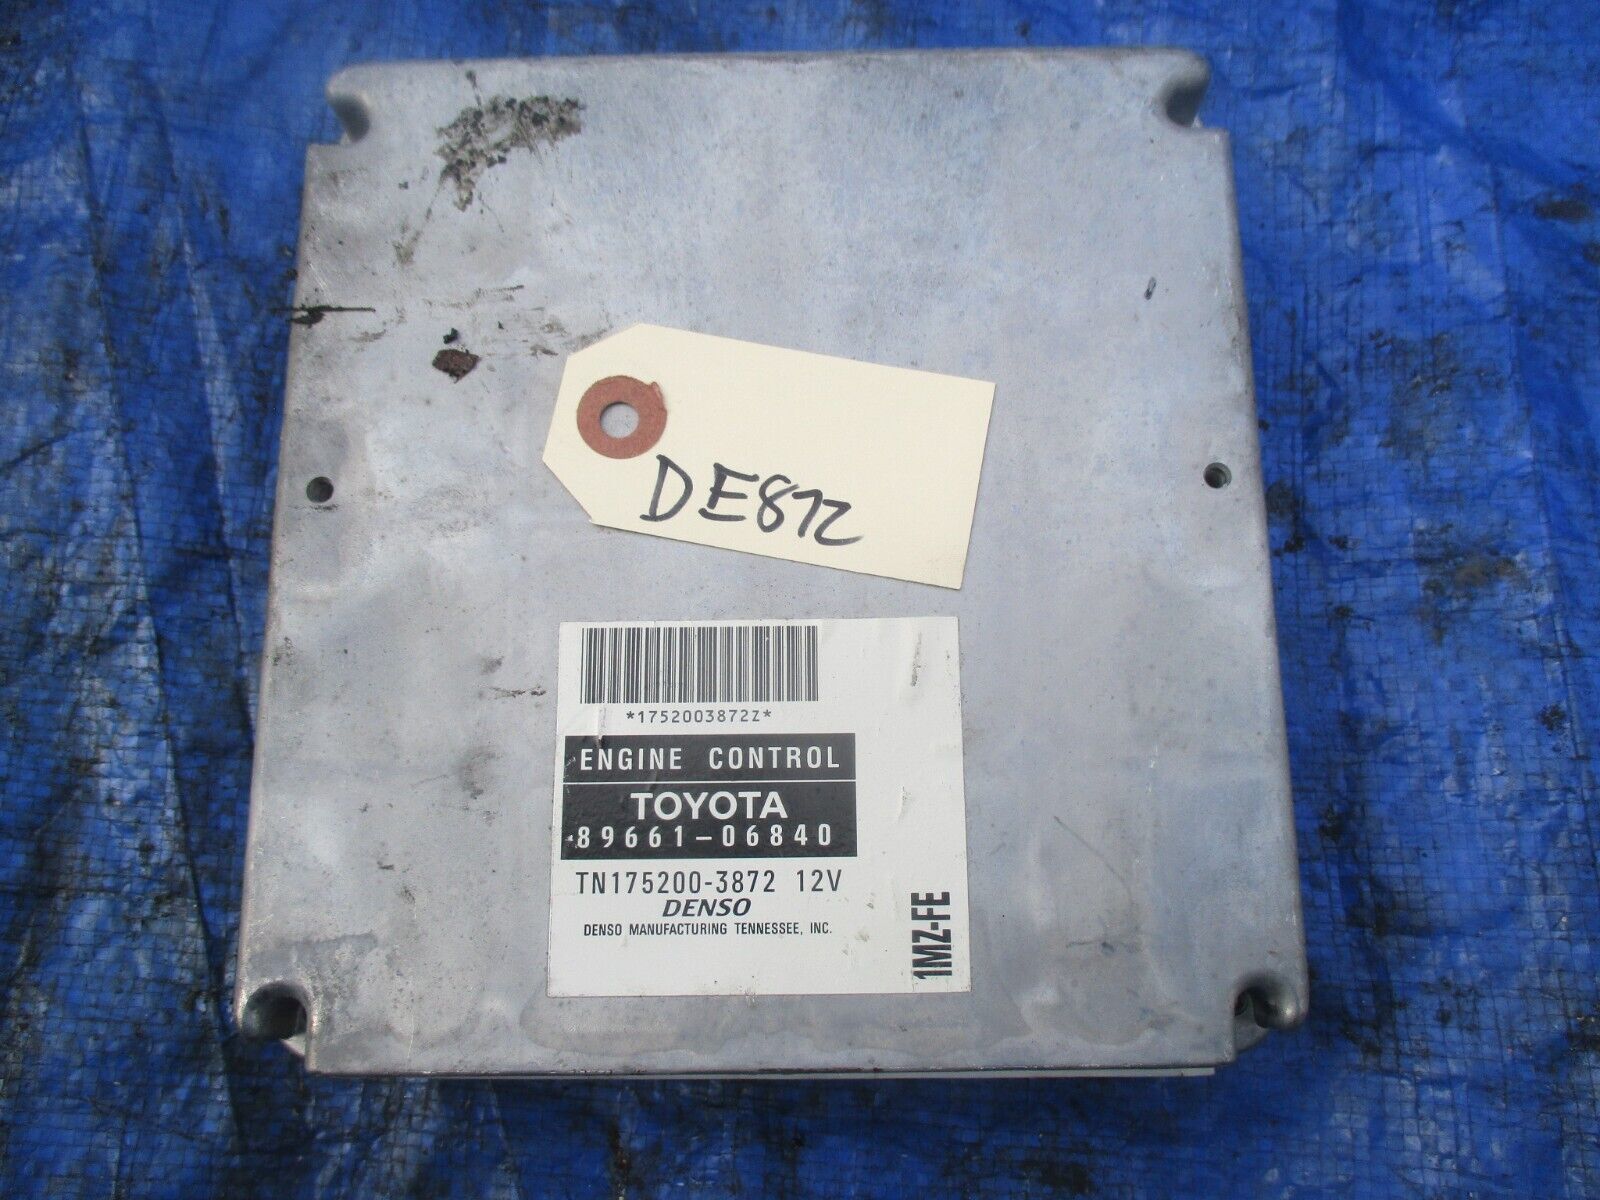 DE872
*1752003872Z*
ENGINE CONTROL
TOYOTA
89661-06840
TN175200-3872 12V
DENSO
DENSO MANUFACTURING TENNESSEE, INC.
1MZ-FE